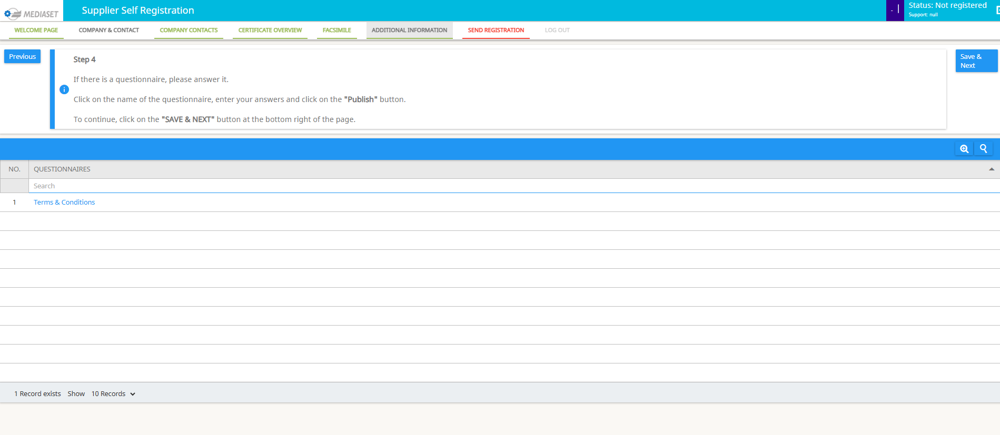 MEDIASET
Supplier Self Registration
Status: Not registered
Support: null
WELCOME PAGE
COMPANY & CONTACT
COMPANY CONTACTS
CERTIFICATE OVERVIEW
FACSIMILE
ADDITIONAL INFORMATION
SEND REGISTRATION
LOG OUT
Previous
Step 4
If there is a questionnaire, please answer it.
Click on the name of the questionnaire, enter your answers and click on the "Publish" button.
To continue, click on the "SAVE & NEXT" button at the bottom right of the page.
Save &
Next
NO.
QUESTIONNAIRES
Search
1
Terms & Conditions
1 Record exists
Show
10 Records